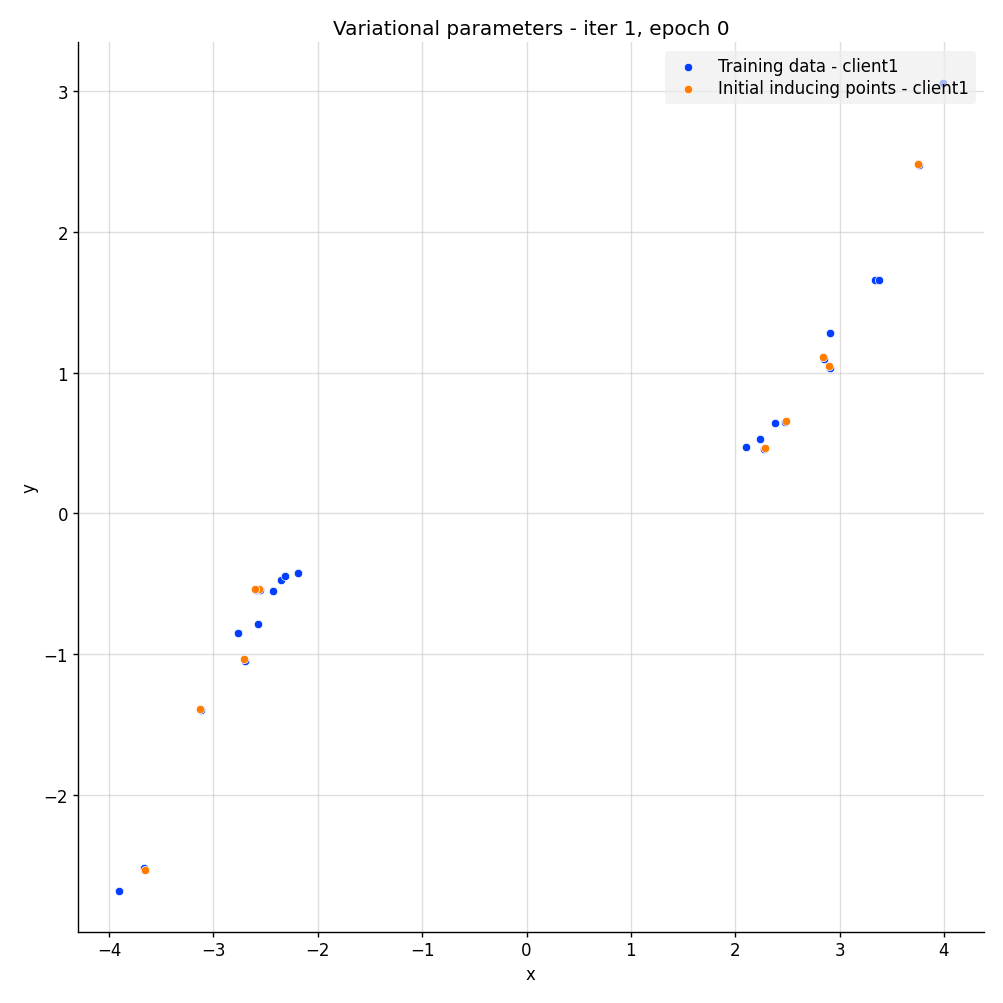 Variational parameters - iter 1, epoch 0
Training data - client1
Initial inducing points - client1
3
2
1
0
−1
−2
y
−4 −3 −2 −1 0 1 2 3 4
x